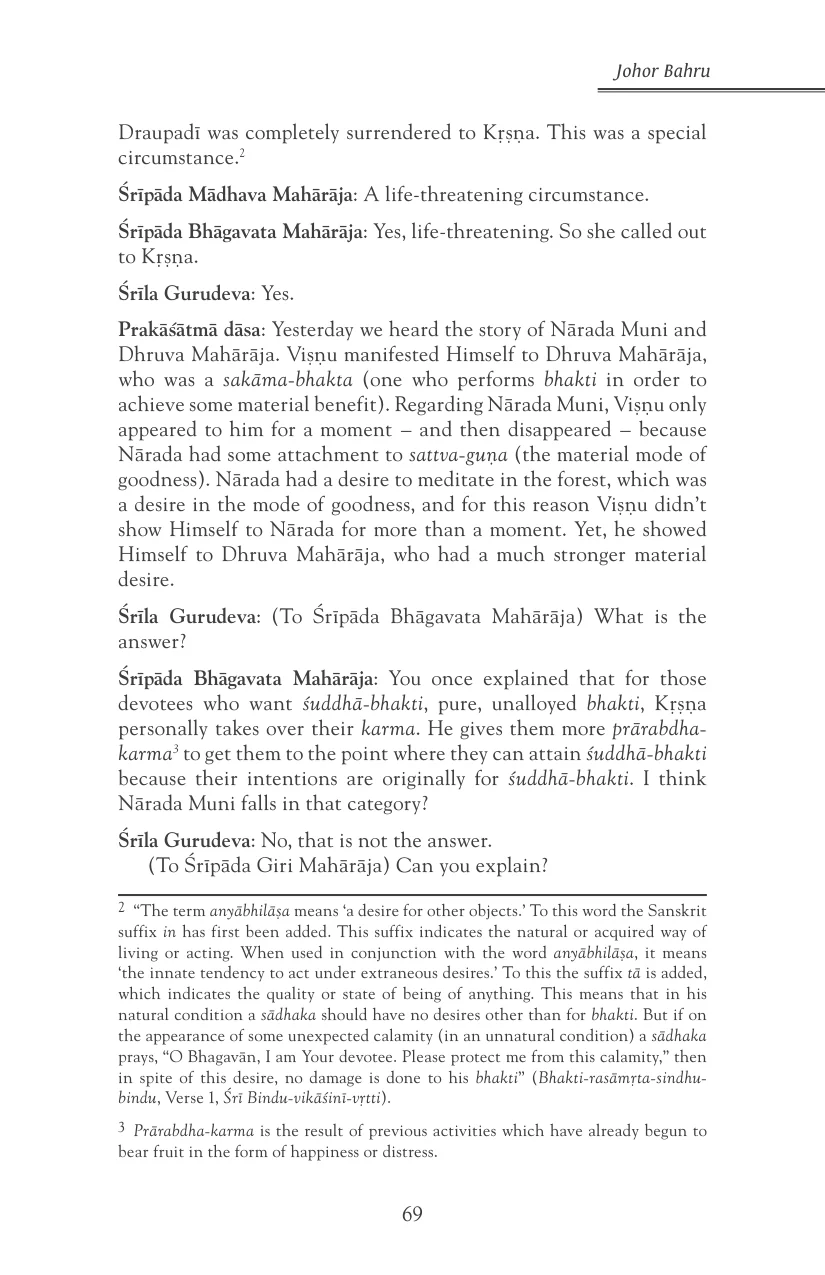 Johor Bahru
Draupadī was completely surrendered to Kṛṣṇa. This was a special
circumstance.2
Śrīpāda Mādhava Mahārāja: A life-threatening circumstance.
Śrīpāda Bhāgavata Mahārāja: Yes, life-threatening. So she called out
to Kṛṣṇa.
Śrīla Gurudeva: Yes.
Prakāśātmā dāsa: Yesterday we heard the story of Nārada Muni and
Dhruva Mahārāja. Viṣṇu manifested Himself to Dhruva Mahārāja,
who was a sakāma-bhakta (one who performs bhakti in order to
achieve some material benefit). Regarding Nārada Muni, Viṣṇu only
appeared to him for a moment – and then disappeared – because
Nārada had some attachment to sattva-guṇa (the material mode of
goodness). Nārada had a desire to meditate in the forest, which was
a desire in the mode of goodness, and for this reason Viṣṇu didn’t
show Himself to Nārada for more than a moment. Yet, he showed
Himself to Dhruva Mahārāja, who had a much stronger material
desire.
Śrīla Gurudeva: (To Śrīpāda Bhāgavata Mahārāja) What is the
answer?
Śrīpāda Bhāgavata Mahārāja: You once explained that for those
devotees who want śuddhā-bhakti, pure, unalloyed bhakti, Kṛṣṇa
personally takes over their karma. He gives them more prārabdha-
karma3 to get them to the point where they can attain śuddhā-bhakti
because their intentions are originally for śuddhā-bhakti. I think
Nārada Muni falls in that category?
Śrīla Gurudeva: No, that is not the answer.
(To Śrīpāda Giri Mahārāja) Can you explain?
2 “The term anyābhilāṣa means ‘a desire for other objects.’ To this word the Sanskrit
suffix in has first been added. This suffix indicates the natural or acquired way of
living or acting. When used in conjunction with the word anyābhilāṣa, it means
‘the innate tendency to act under extraneous desires.’ To this the suffix tā is added,
which indicates the quality or state of being of anything. This means that in his
natural condition a sādhaka should have no desires other than for bhakti. But if on
the appearance of some unexpected calamity (in an unnatural condition) a sādhaka
prays, “O Bhagavān, I am Your devotee. Please protect me from this calamity,” then
in spite of this desire, no damage is done to his bhakti” (Bhakti-rasāmṛta-sindhu-
bindu, Verse 1, Śrī Bindu-vikāśinī-vṛtti).
3 Prārabdha-karma is the result of previous activities which have already begun to
bear fruit in the form of happiness or distress.
69